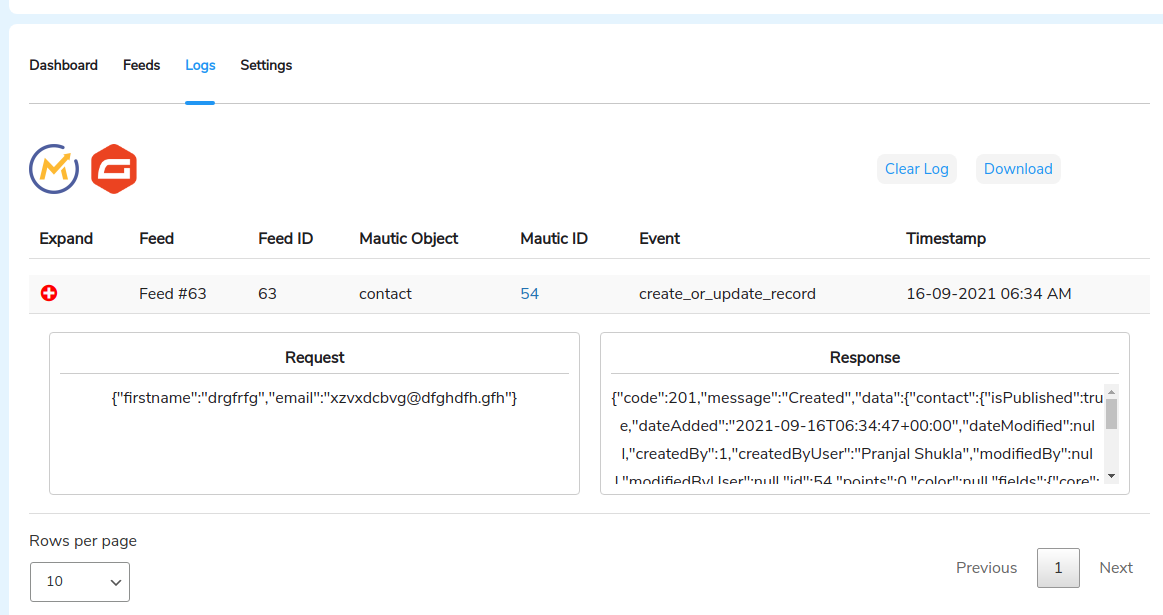 Dashboard Feeds Logs Settings
Clear Log Download
Expand Feed Feed ID Mautic Object Mautic ID Event Timestamp
Feed #63 63 contact 54 create_or_update_record 16-09-2021 06:34 AM
Request
{"firstname":"drgfrfg","email":"xzvxdcbvg@dfghdfh.gfh"}
Response
{"code":201,"message":"Created","data":{"contact":{"isPublished":tru
e,"dateAdded":"2021-09-16T06:34:47+00:00","dateModified":nul
l,"createdBy":1,"createdByUser":"Pranjal Shukla","modifiedBy":nul
l,"modifiedByUser":null,"id":54,"points":0,"color":null,"fields":{"core":
Rows per page
10
Previous 1 Next